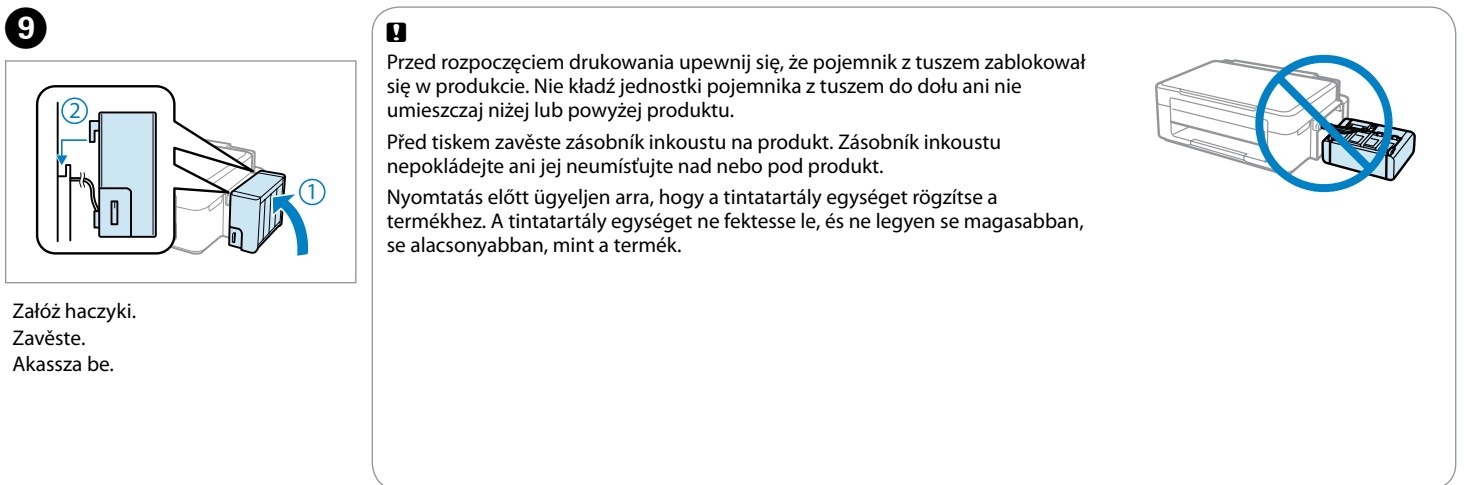 9
2
1
Załóż haczyki.
Zavěste.
Akassza be.
!
Przed rozpoczęciem drukowania upewnij się, że pojemnik z tuszem zablokował
się w produkcie. Nie kładź jednostki pojemnika z tuszem do dołu ani nie
umieszczaj niżej lub powyżej produktu.
Před tiskem zavěste zásobník inkoustu na produkt. Zásobník inkoustu
nepokládejte ani jej neumísťujte nad nebo pod produkt.
Nyomtatás előtt ügyeljen arra, hogy a tintatartály egységet rögzítse a
termékhez. A tintatartály egységet ne fektesse le, és ne legyen se magasabban,
se alacsonyabban, mint a termék.